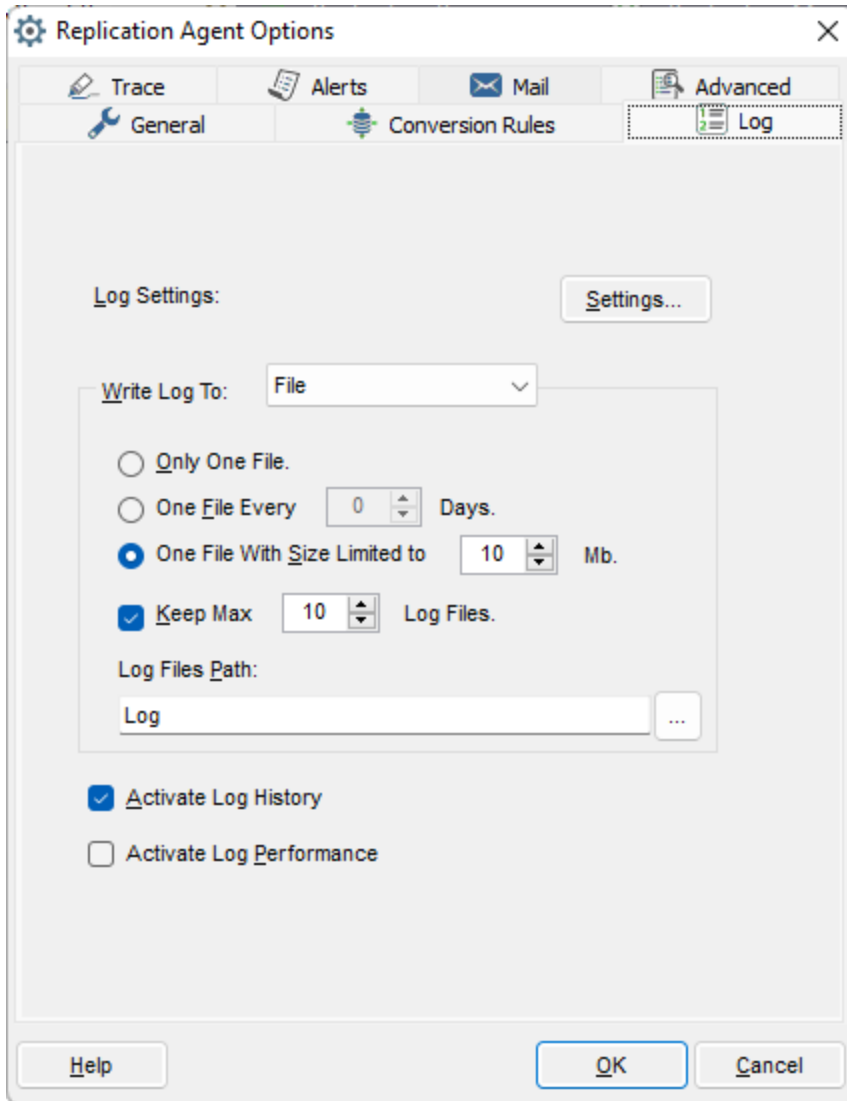 Replication Agent Options
Trace Alerts Mail Advanced
General Conversion Rules Log
Log Settings: Settings...
Write Log To: File
Only One File.
One File Every 0 Days.
One File With Size Limited to 10 Mb.
Keep Max 10 Log Files.
Log Files Path:
Log ...
Activate Log History
Activate Log Performance
Help OK Cancel